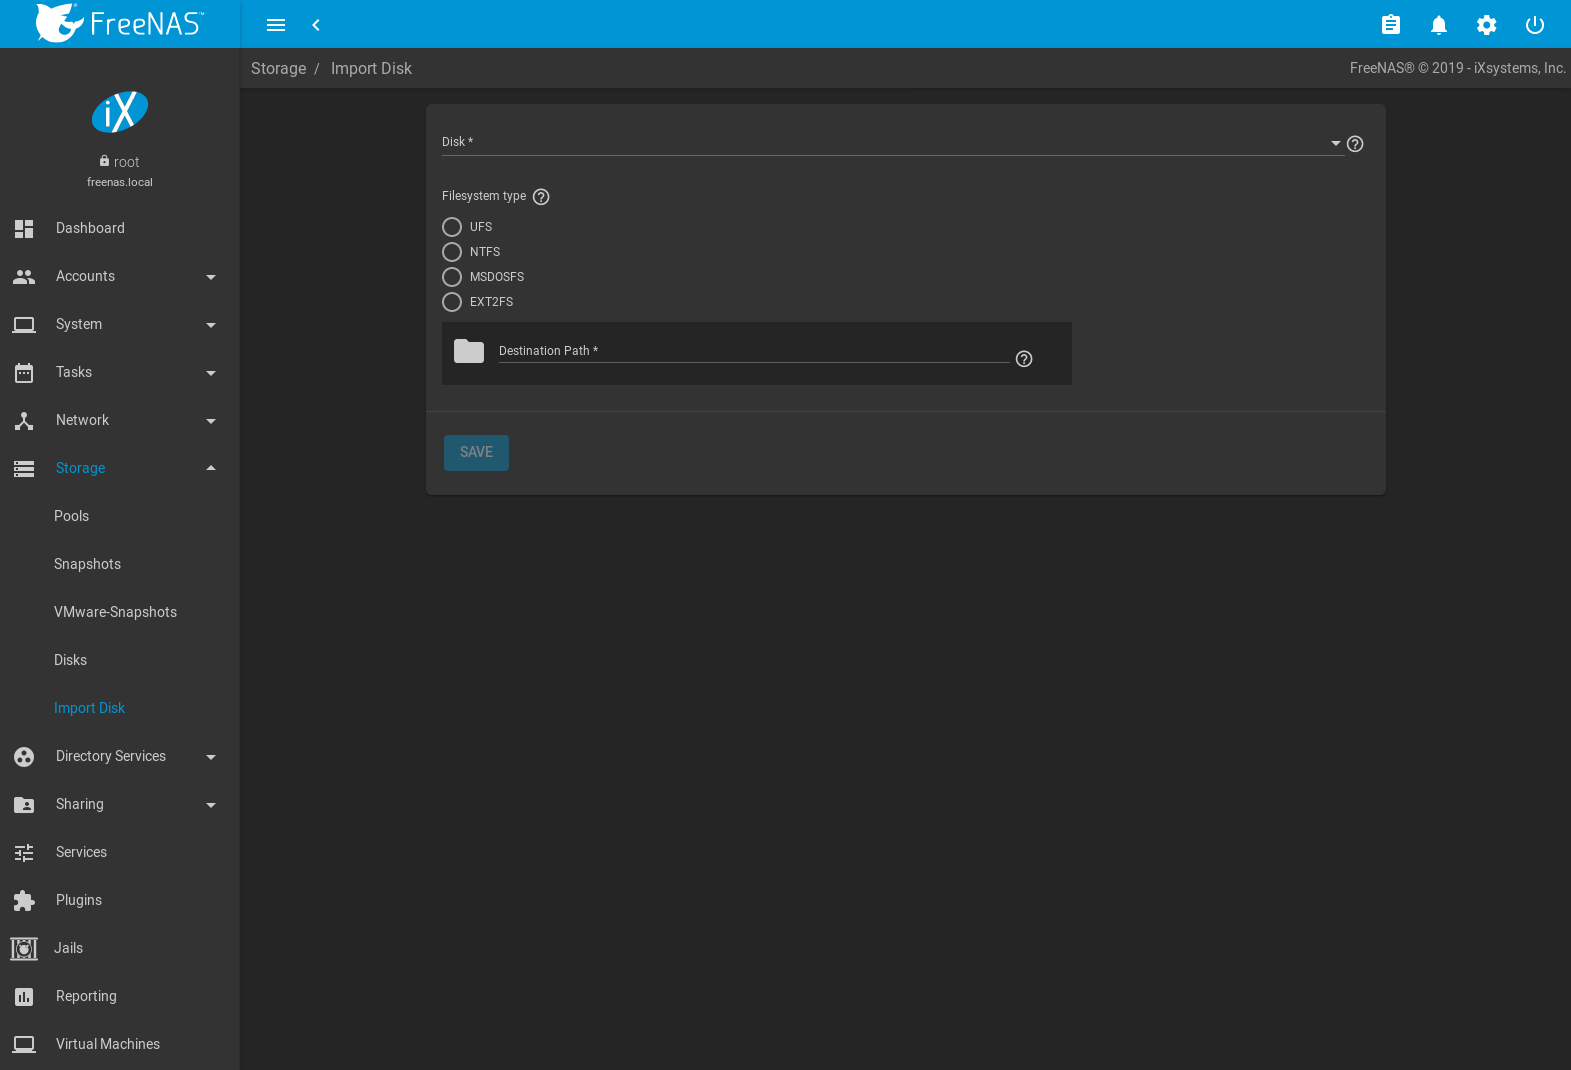 FreeNAS™
Storage / Import Disk
FreeNAS® © 2019 - iXsystems, Inc.
iX
root
freenas.local
Dashboard
Accounts
System
Tasks
Network
Storage
Pools
Snapshots
VMware-Snapshots
Disks
Import Disk
Directory Services
Sharing
Services
Plugins
Jails
Reporting
Virtual Machines
Disk *
Filesystem type
UFS
NTFS
MSDOSFS
EXT2FS
Destination Path *
SAVE